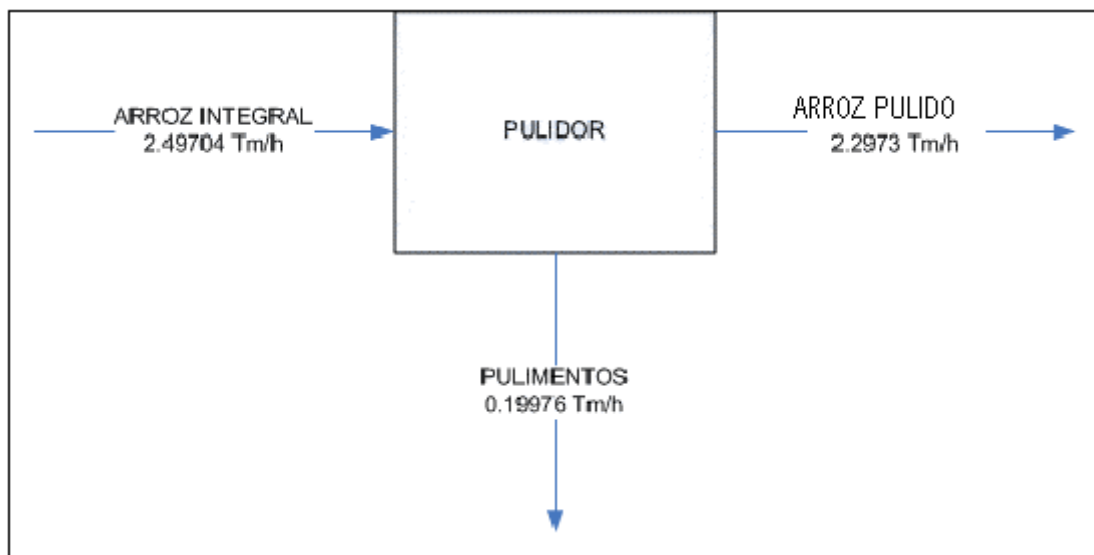 ARROZ INTEGRAL
2.49704 Tm/h
PULIDOR
ARROZ PULIDO
2.2973 Tm/h
PULIMENTOS
0.19976 Tm/h